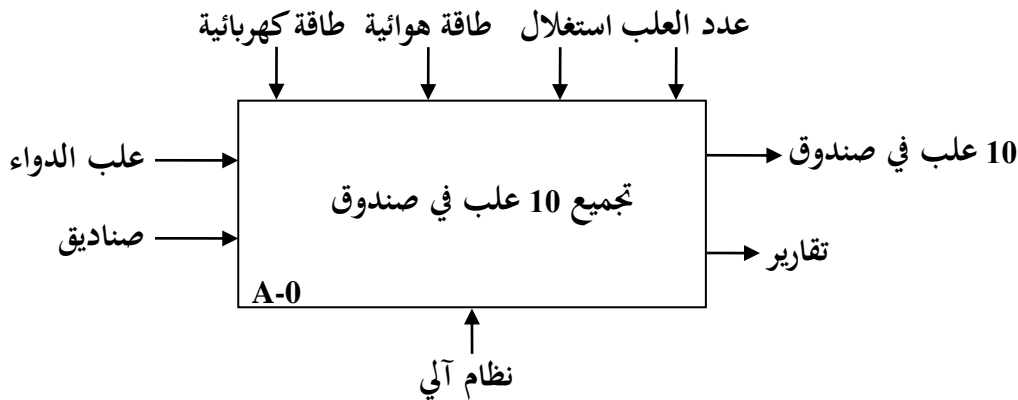 عدد العلب استغلال طاقة هوائية طاقة كهربائية
علب الدواء
10 علب في صندوق
تجميع 10 علب في صندوق
صناديق
تقارير
A-0
نظام آلي